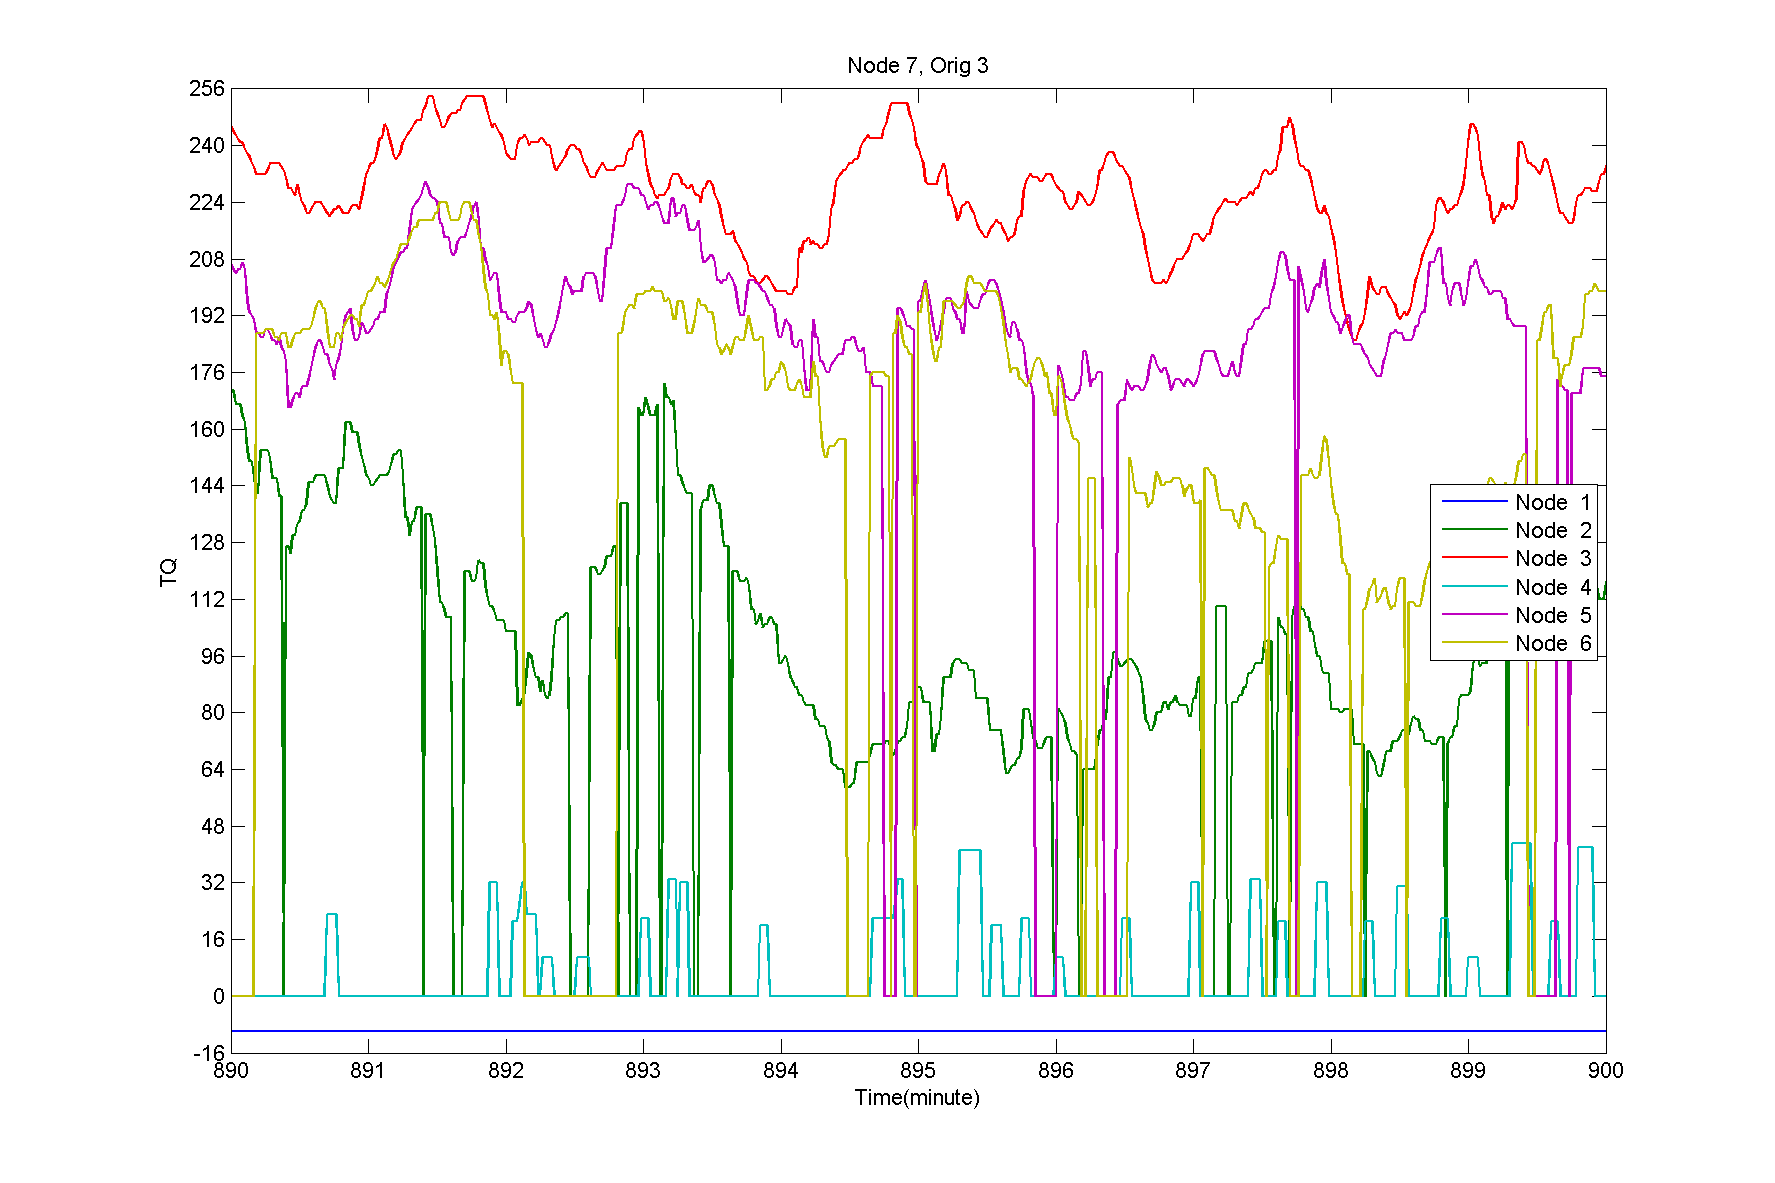 Node 7, Orig 3
256
240
224
208
192
176
160
144
128
112
96
80
64
48
32
16
0
-16
TQ
890 891 892 893 894 895 896 897 898 899 900
Time(minute)
Node 1
Node 2
Node 3
Node 4
Node 5
Node 6